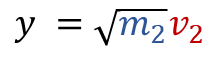 y = √m₂v₂